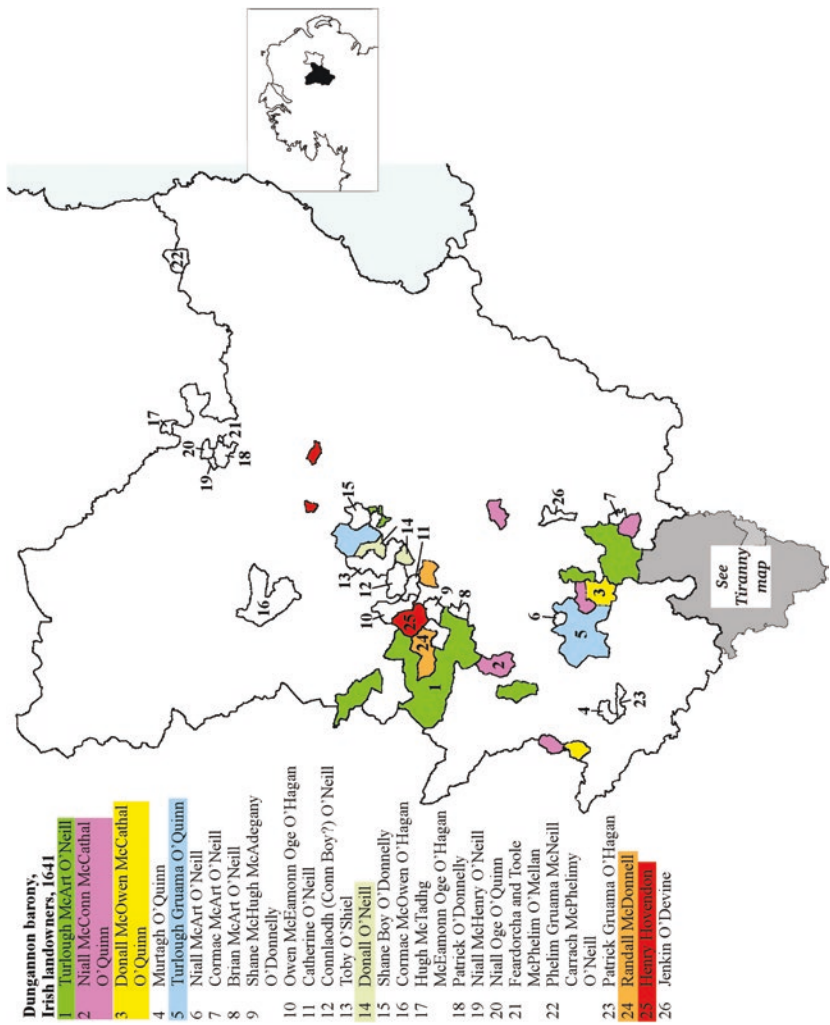 Dungannon barony,
Irish landowners, 1641
1 Turlough McArt O’Neill
2 Niall McConn McCathal
O’Quinn
3 Donall McOwen McCathal
O’Quinn
4 Murtagh O’Quinn
5 Turlough Gruama O’Quinn
6 Niall McArt O’Neill
7 Cormac McArt O’Neill
8 Brian McArt O’Neill
9 Shane McHugh McAdegany
O’Donnelly
10 Owen McEamonn Oge O’Hagan
11 Catherine O’Neill
12 Connlaodh (Conn Boy?) O’Neill
13 Toby O’Shiel
14 Donall O’Neill
15 Shane Boy O’Donnelly
16 Cormac McOwen O’Hagan
17 Hugh McTadhg
McEamonn Oge O’Hagan
18 Patrick O’Donnelly
19 Niall McHenry O’Neill
20 Niall Oge O’Quinn
21 Feardorcha and Toole
McPhelim O’Mellan
22 Phelim Gruama McNeill
Carrach McPhelimy
O’Neill
23 Patrick Gruama O’Hagan
24 Randall McDonnell
25 Henry Hovendon
26 Jenkin O’Devine
17
20
19
21
18
22
16
15
13
14
12
11
10
25
9
24
8
1
2
26
7
6
3
5
4
23
See
Tiranny
map